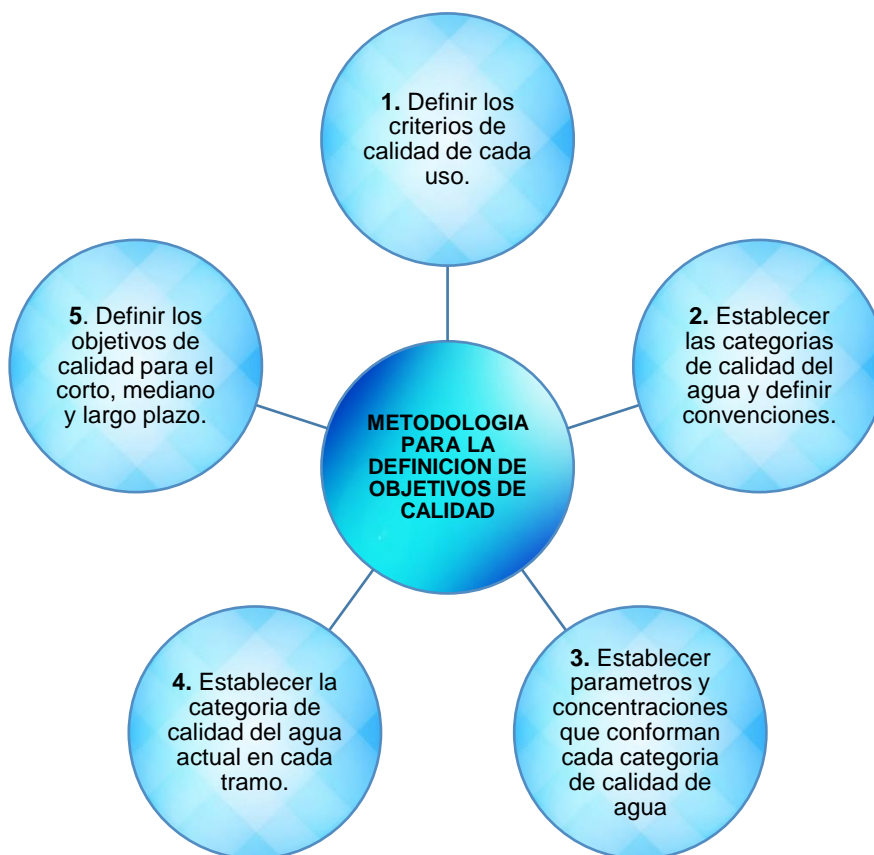 1. Definir los
criterios de
calidad de cada
uso.
2. Establecer
las categorias
de calidad del
agua y definir
convenciones.
3. Establecer
parametros y
concentraciones
que conforman
cada categoria
de calidad de
agua
4. Establecer la
categoria de
calidad del agua
actual en cada
tramo.
5. Definir los
objetivos de
calidad para el
corto, mediano
y largo plazo.
METODOLOGIA
PARA LA
DEFINICION DE
OBJETIVOS DE
CALIDAD